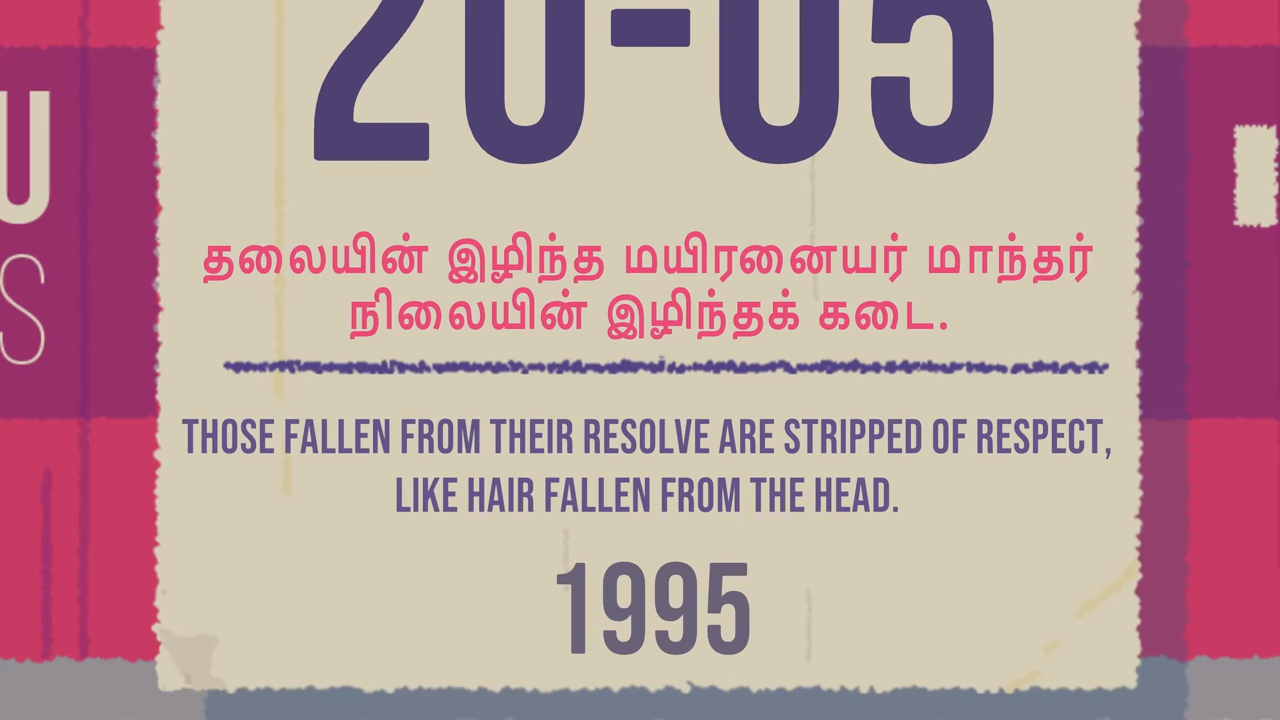 20-05
தலையின் இழிந்த மயிரனையர் மாந்தர்
நிலையின் இழிந்தக் கடை.
THOSE FALLEN FROM THEIR RESOLVE ARE STRIPPED OF RESPECT,
LIKE HAIR FALLEN FROM THE HEAD.
1995
U
S